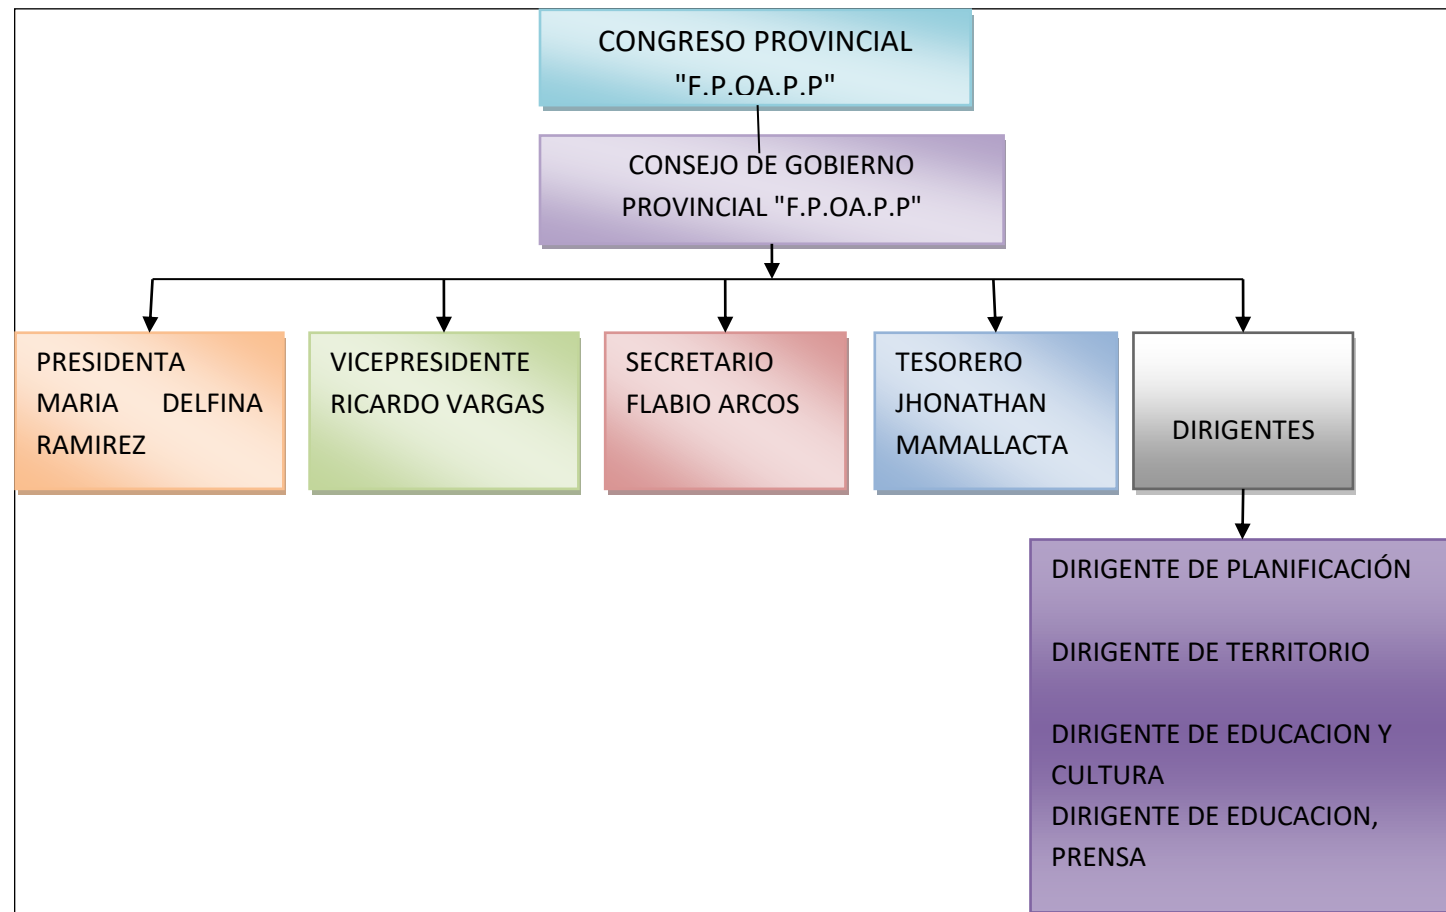 CONGRESO PROVINCIAL
"F.P.OA.P.P"
CONSEJO DE GOBIERNO
PROVINCIAL "F.P.OA.P.P"
PRESIDENTA
MARIA DELFINA
RAMIREZ
VICEPRESIDENTE
RICARDO VARGAS
SECRETARIO
FLABIO ARCOS
TESORERO
JHONATHAN
MAMALLACTA
DIRIGENTES
DIRIGENTE DE PLANIFICACIÓN
DIRIGENTE DE TERRITORIO
DIRIGENTE DE EDUCACION Y
CULTURA
DIRIGENTE DE EDUCACION,
PRENSA